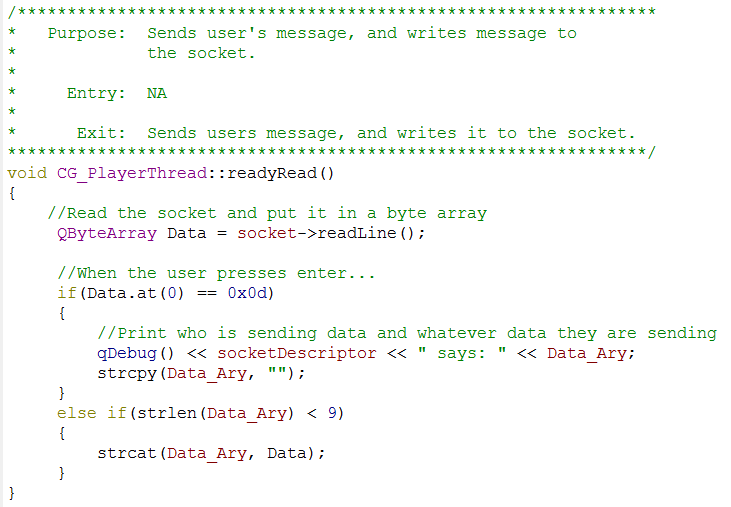 /****************************************************************
*   Purpose:  Sends user's message, and writes message to
*             the socket.
*
*     Entry:  NA
*
*      Exit:  Sends users message, and writes it to the socket.
****************************************************************/
void CG_PlayerThread::readyRead()
{
    //Read the socket and put it in a byte array
     QByteArray Data = socket->readLine();

     //When the user presses enter...
     if(Data.at(0) == 0x0d)
     {
         //Print who is sending data and whatever data they are sending
         qDebug() << socketDescriptor << " says: " << Data_Ary;
         strcpy(Data_Ary, "");
     }
     else if(strlen(Data_Ary) < 9)
     {
         strcat(Data_Ary, Data);
     }
}